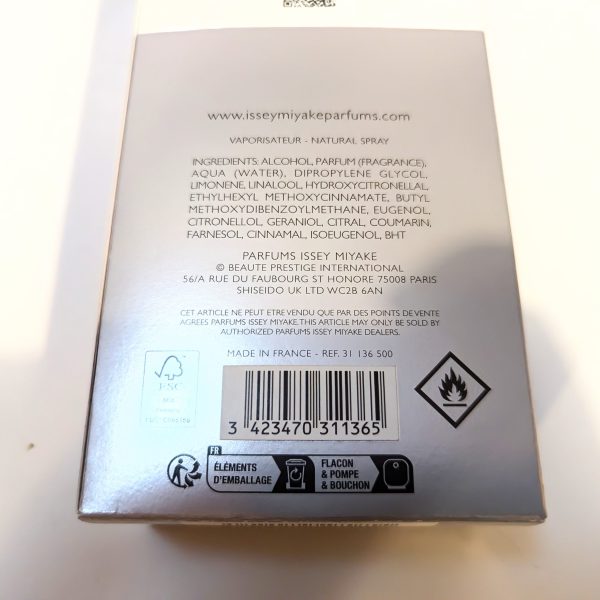 www.isseymiyakeparfums.com
VAPORISATEUR - NATURAL SPRAY
INGREDIENTS: ALCOHOL, PARFUM (FRAGRANCE),
AQUA (WATER), DIPROPYLENE GLYCOL,
LIMONENE, LINALOOL, HYDROXYCITRONELLAL,
ETHYLHEXYL METHOXYCINNAMATE, BUTYL
METHOXYDIBENZOYLMETHANE, EUGENOL,
CITRONELLOL, GERANIOL, CITRAL, COUMARIN,
FARNESOL, CINNAMAL, ISOEUGENOL, BHT
PARFUMS ISSEY MIYAKE
© BEAUTE PRESTIGE INTERNATIONAL
56/A RUE DU FAUBOURG ST HONORE 75008 PARIS
SHISEIDO UK LTD WC2B 6AN
CET ARTICLE NE PEUT ETRE VENDU QUE PAR DES POINTS DE VENTE
AGREES PARFUMS ISSEY MIYAKE. THIS ARTICLE MAY ONLY BE SOLD BY
AUTHORIZED PARFUMS ISSEY MIYAKE DEALERS.
MADE IN FRANCE - REF. 31 136 500
FSC
MIX
3 423470 311365
FR
ÉLÉMENTS
D'EMBALLAGE
FLACON
& POMPE
& BOUCHON